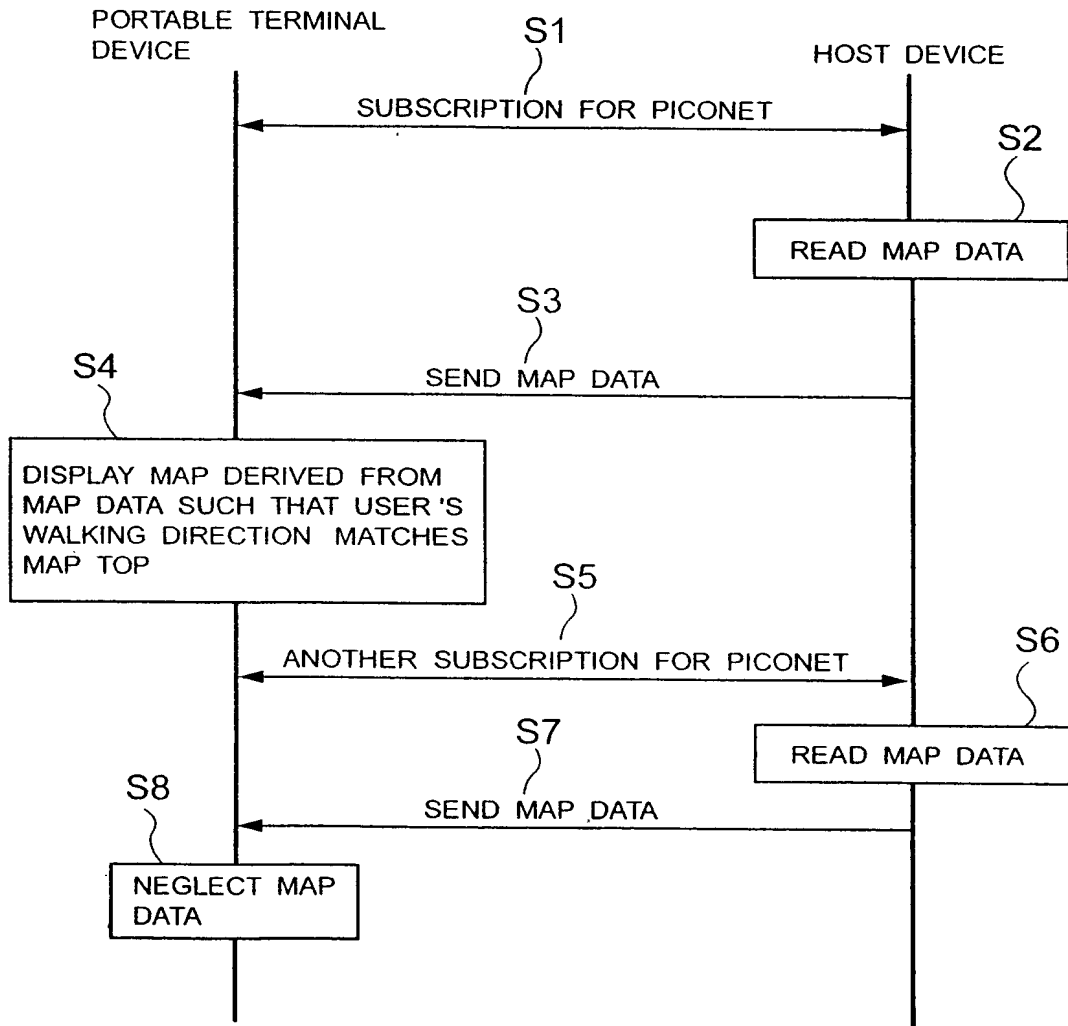 PORTABLE TERMINAL
DEVICE
S1
HOST DEVICE
SUBSCRIPTION FOR PICONET
S2
READ MAP DATA
S3
SEND MAP DATA
S4
DISPLAY MAP DERIVED FROM
MAP DATA SUCH THAT USER'S
WALKING DIRECTION MATCHES
MAP TOP
S5
ANOTHER SUBSCRIPTION FOR PICONET
S6
READ MAP DATA
S7
SEND MAP DATA
S8
NEGLECT MAP
DATA